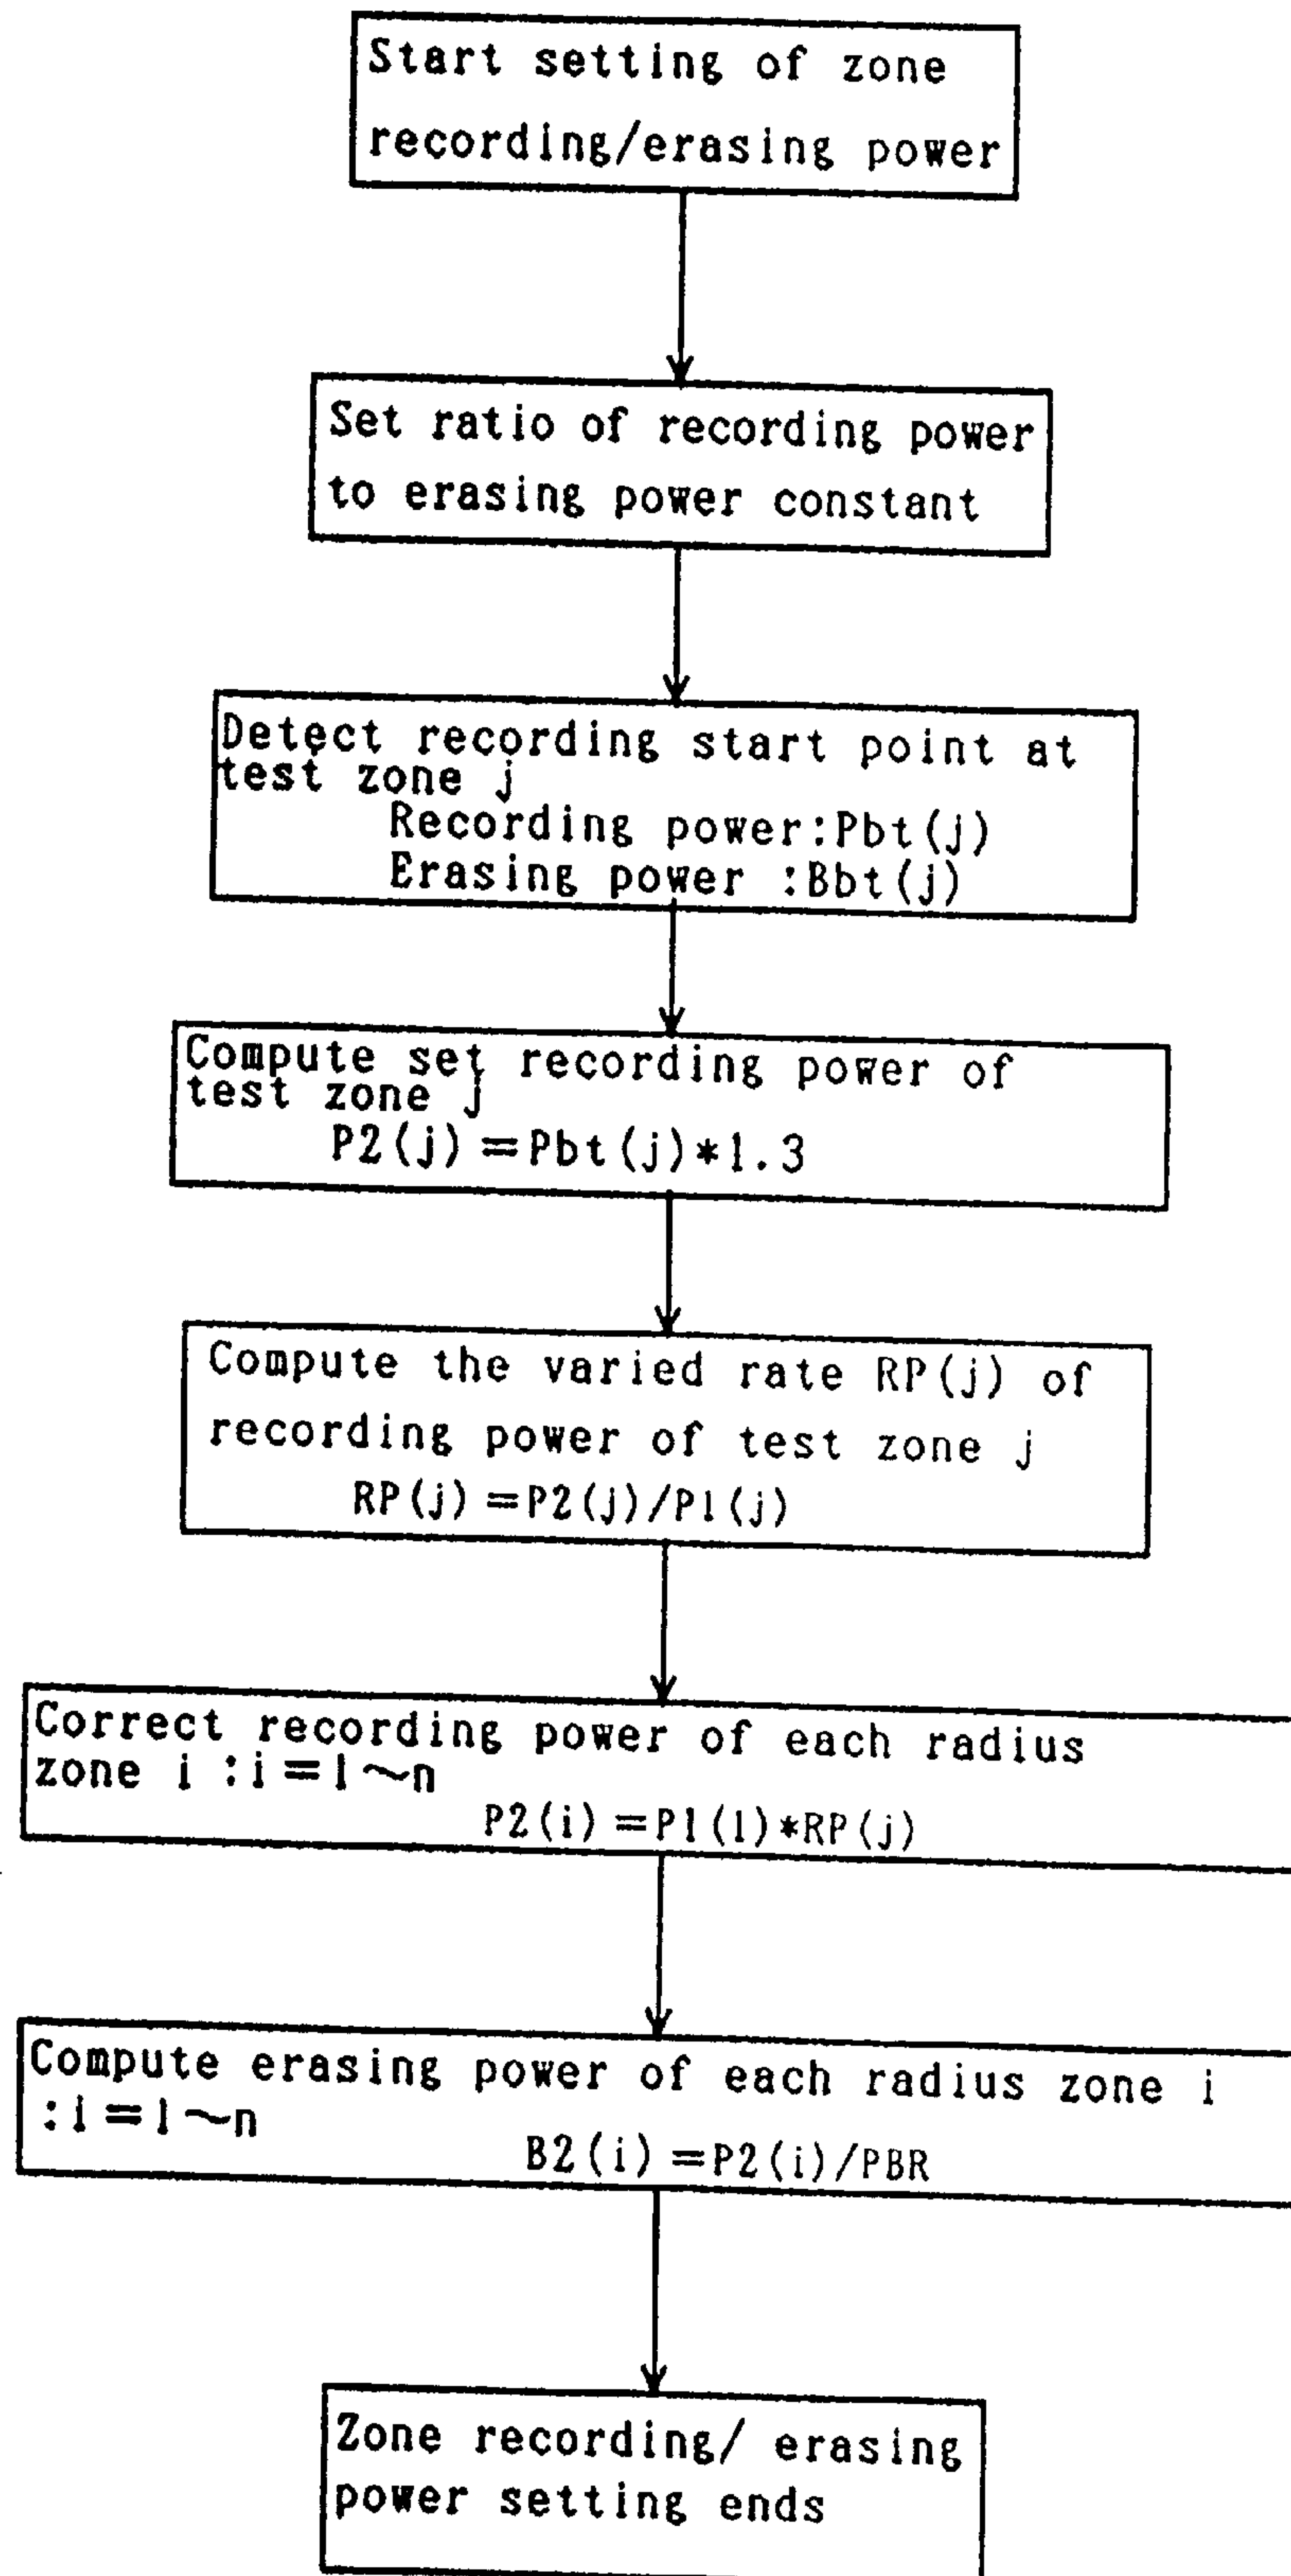 Start setting of zone
recording/erasing power
Set ratio of recording power
to erasing power constant
Detect recording start point at
test zone j
Recording power:Pbt(j)
Erasing power :Bbt(j)
Compute set recording power of
test zone j
P2(j)=Pbt(j)*1.3
Compute the varied rate RP(j) of
recording power of test zone j
RP(j)=P2(j)/P1(j)
Correct recording power of each radius
zone i :i=1~n
P2(i)=P1(1)*RP(j)
Compute erasing power of each radius zone i
:i=1~n
B2(i)=P2(i)/PBR
Zone recording/ erasing
power setting ends